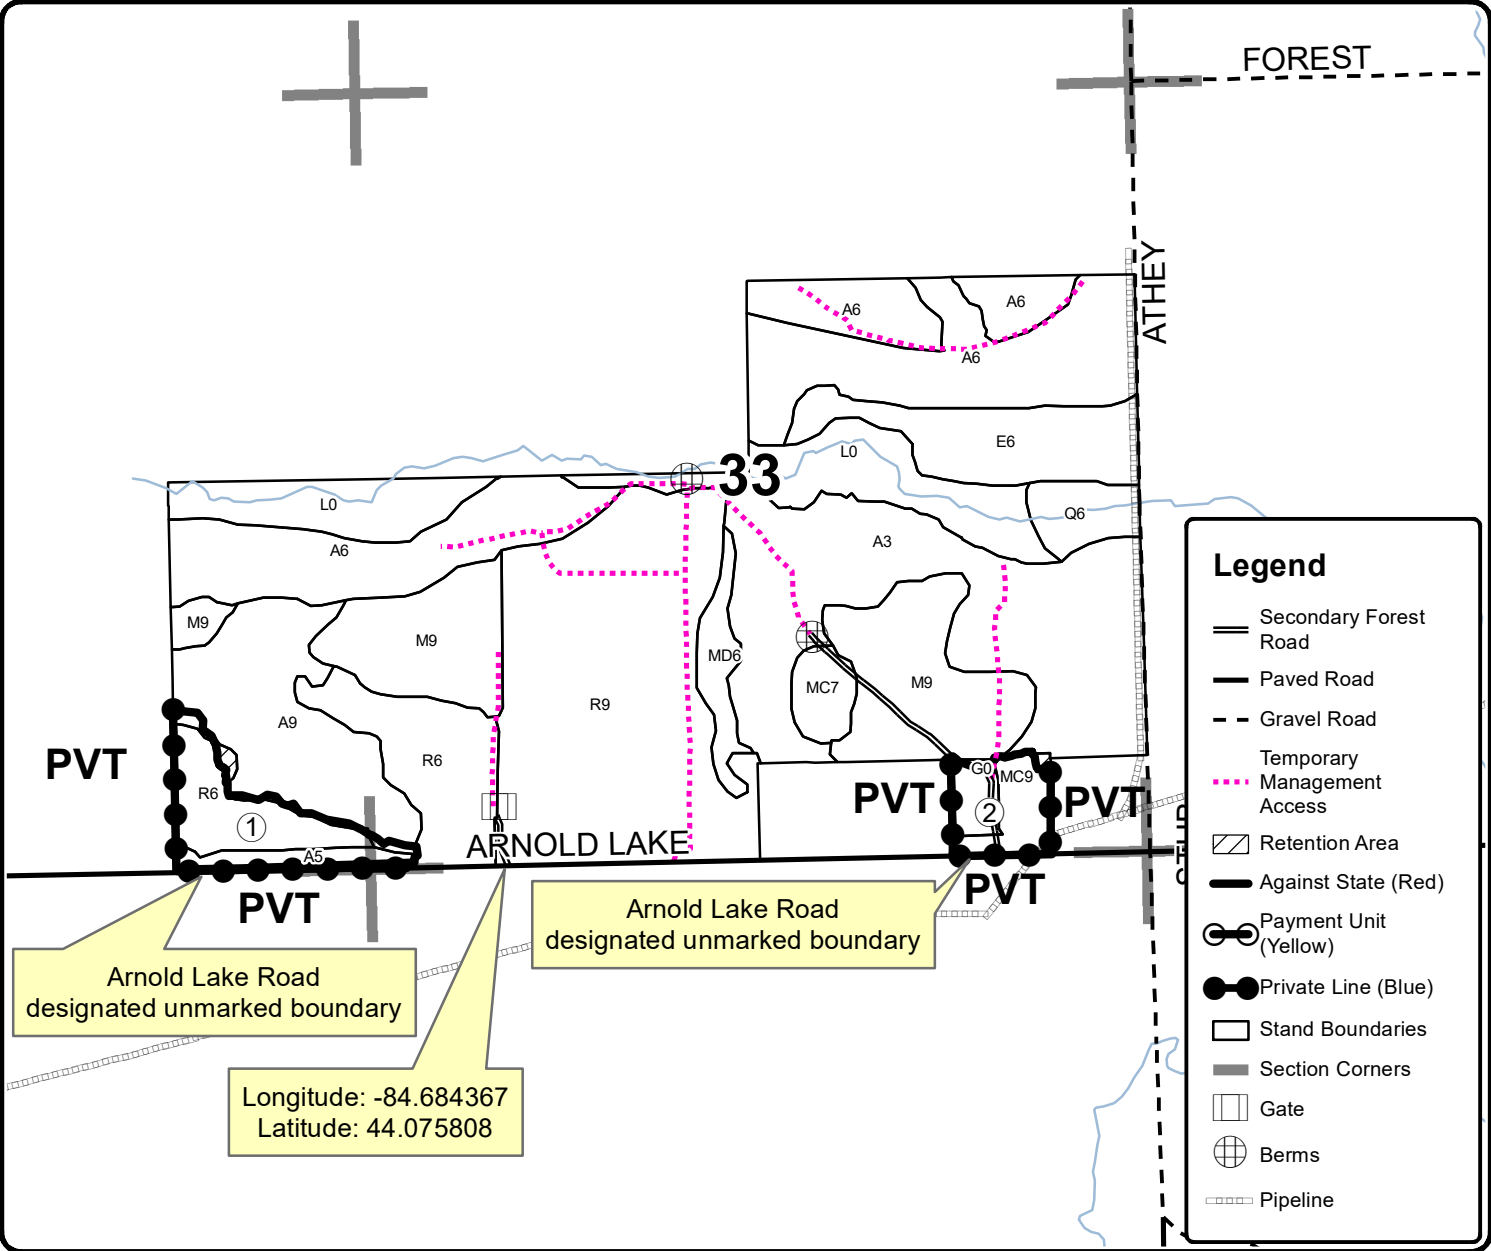 FOREST
ATHEY
A6
A6
A6
E6
L0
33
L0
Q6
A6
A3
M9
M9
MD6
MC7
M9
R9
A9
R6
PVT
R6
1
G0
MC9
PVT
2
PVT
ARNOLD LAKE
A5
PVT
PVT
Arnold Lake Road
designated unmarked boundary
Arnold Lake Road
designated unmarked boundary
Longitude: -84.684367
Latitude: 44.075808
Legend
Secondary Forest
Road
Paved Road
Gravel Road
Temporary
Management
Access
Retention Area
Against State (Red)
Payment Unit
(Yellow)
Private Line (Blue)
Stand Boundaries
Section Corners
Gate
Berms
Pipeline